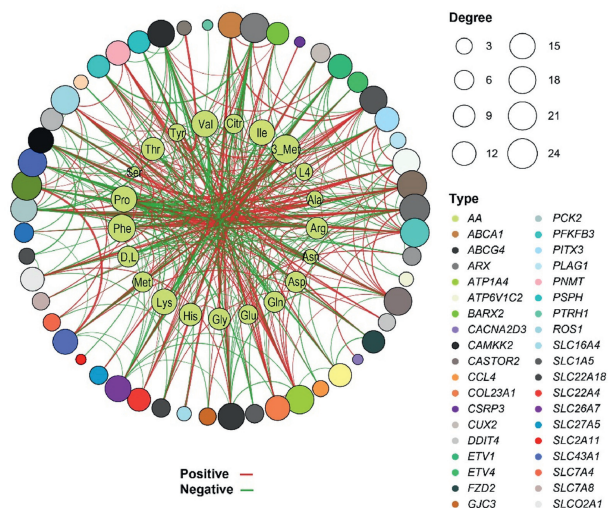 Degree
3 15
6 18
9 21
12 24
Type
AA PCK2
ABCA1 PFKFB3
ABCG4 PITX3
ARX PLAG1
ATP1A4 PNMT
ATP6V1C2 PSPH
BARX2 PTRH1
CACNA2D3 ROS1
CAMKK2 SLC16A4
CASTOR2 SLC1A5
CCL4 SLC22A18
COL23A1 SLC22A4
CSRP3 SLC26A7
CUX2 SLC27A5
DDIT4 SLC2A11
ETV1 SLC43A1
ETV4 SLC7A4
FZD2 SLC7A8
GJC3 SLCO2A1
Val
Citr
Ile
3_Met
L4
Ala
Arg
Asn
Asp
Gln
Glu
Gly
His
Lys
Met
D,L
Phe
Pro
Ser
Thr
Tyr
Positive
Negative